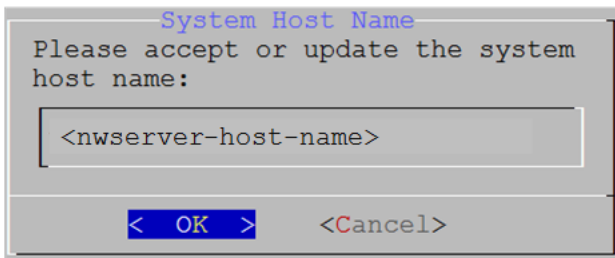 System Host Name
Please accept or update the system
host name:
<nwserver-host-name>
< OK > <Cancel>